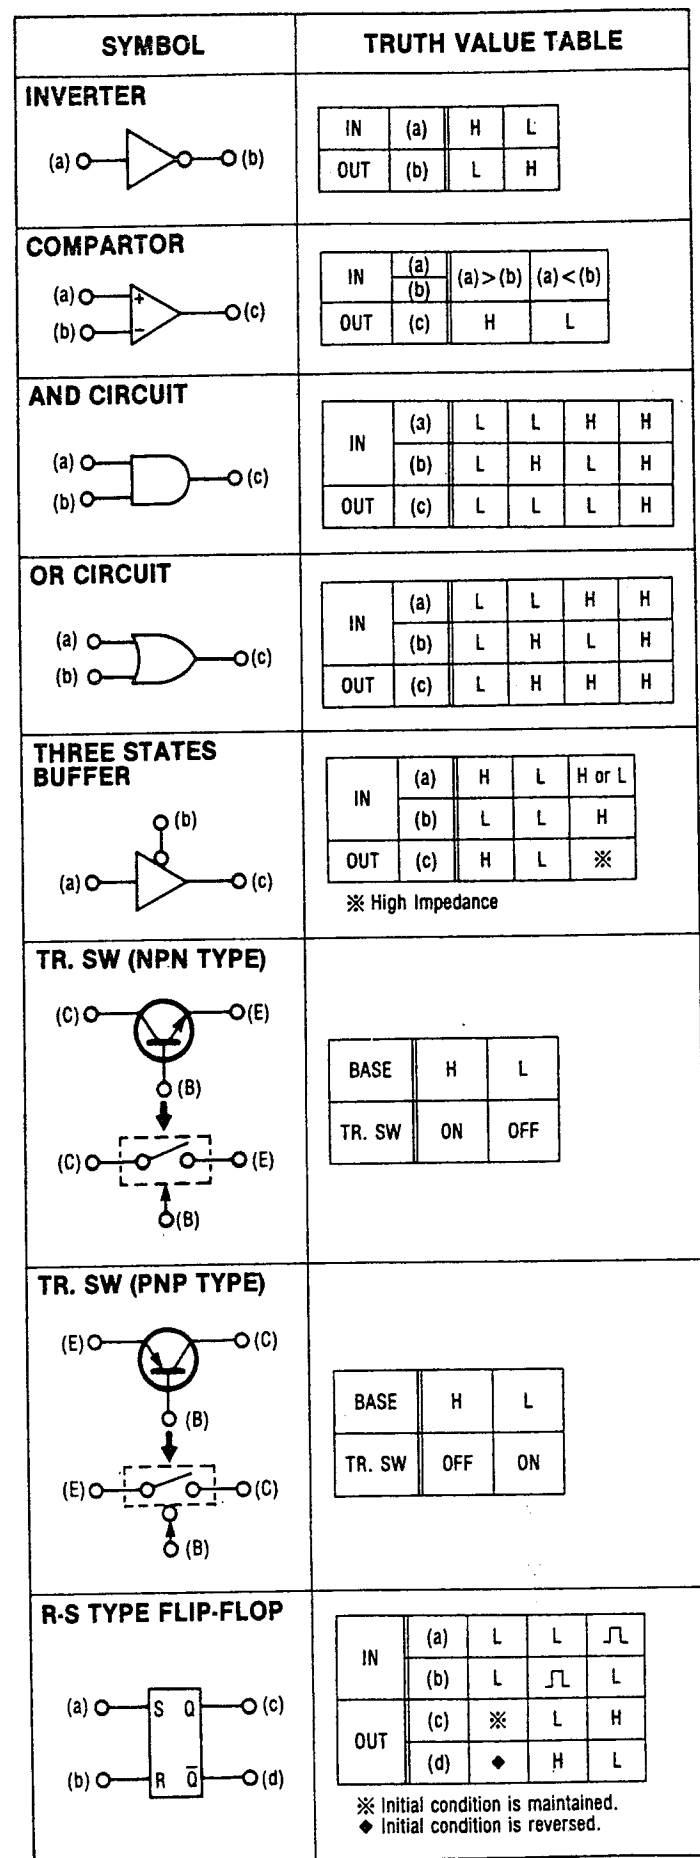 SYMBOL TRUTH VALUE TABLE
INVERTER
(a) (b)
IN (a) H L
OUT (b) L H
COMPARTOR
(a) + (c)
(b) −
IN (a) (b) (a)>(b) (a)<(b)
OUT (c) H L
AND CIRCUIT
(a) (c)
(b)
IN (a) L L H H
(b) L H L H
OUT (c) L L L H
OR CIRCUIT
(a) (c)
(b)
IN (a) L L H H
(b) L H L H
OUT (c) L H H H
THREE STATES
BUFFER
(b)
(a) (c)
IN (a) H L H or L
(b) L L H
OUT (c) H L ※
※ High Impedance
TR. SW (NPN TYPE)
(C) (E)
(B)
(C) (E)
(B)
BASE H L
TR. SW ON OFF
TR. SW (PNP TYPE)
(E) (C)
(B)
(E) (C)
(B)
BASE H L
TR. SW OFF ON
R-S TYPE FLIP-FLOP
(a) S Q (c)
(b) R Q̅ (d)
IN (a) L L ⎍
(b) L ⎍ L
OUT (c) ※ L H
(d) ◆ H L
※ Initial condition is maintained.
◆ Initial condition is reversed.